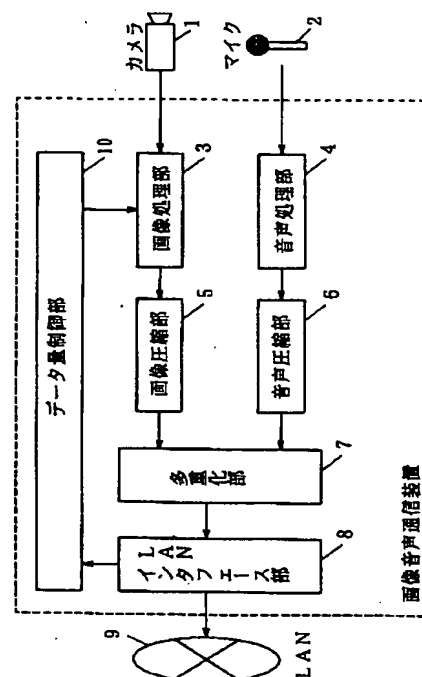 カメラ
1
マイク
2
10
データ量制御部
3
画像処理部
4
音声処理部
5
画像圧縮部
6
音声圧縮部
7
多重化部
8
LAN
インタフェース部
9
LAN
画像音声通信装置